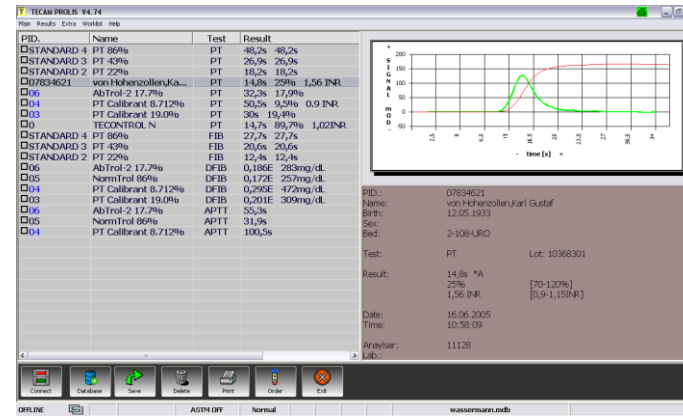 TECAM PROLIS V4.74
Main Results Extra Worklist Help
PID. Name Test Result
STANDARD 4 PT 86% PT 48,2s 48,2s
STANDARD 3 PT 43% PT 26,9s 26,9s
STANDARD 2 PT 22% PT 18,2s 18,2s
07834621 von Hohenzollen,Ka... PT 14,8s 25% 1,56 INR
06 AbTrol-2 17.7% PT 32,3s 17,9%
04 PT Calibrant 8.712% PT 50,5s 9,5% 0.9 INR
03 PT Calibrant 19.0% PT 30s 19,4%
0 TECONTROL N PT 14,7s 89,7% 1,02INR
STANDARD 4 PT 86% FIB 27,7s 27,7s
STANDARD 3 PT 43% FIB 20,6s 20,6s
STANDARD 2 PT 22% FIB 12,4s 12,4s
06 AbTrol-2 17.7% DFIB 0,186E 283mg/dl
05 NormTrol 86% DFIB 0,172E 257mg/dl
04 PT Calibrant 8.712% DFIB 0,295E 472mg/dl
03 PT Calibrant 19.0% DFIB 0,201E 309mg/dl
06 AbTrol-2 17.7% APTT 55,3s
05 NormTrol 86% APTT 31,9s
04 PT Calibrant 8.712% APTT 100,5s
+ SIGNAL mOD -
200
150
100
50
0
-50
- time [s] +
PID.: 07834621
Name: von Hohenzollen,Karl Gustaf
Birth: 12.05.1933
Sex:
Bed: 2-108-URO
Test: PT Lot: 10368301
Result: 14,8s *A
25% [70-120%]
1,56 INR [0,9-1,15INR]
Date: 16.06.2005
Time: 10:58:09
Anaylser: 11128
Lab.:
Connect Database Save Delete Print Order Exit
OFFLINE ASTM OFF Normal wassermann.mdb